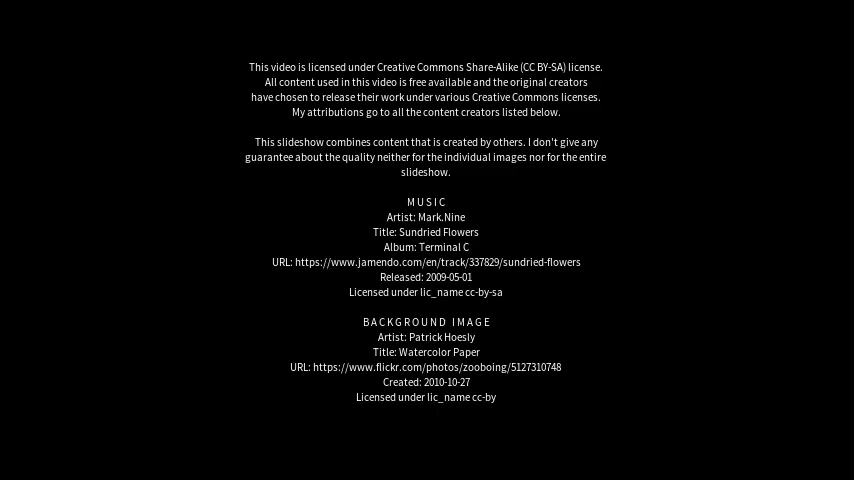 This video is licensed under Creative Commons Share-Alike (CC BY-SA) license.
All content used in this video is free available and the original creators
have chosen to release their work under various Creative Commons licenses.
My attributions go to all the content creators listed below.
This slideshow combines content that is created by others. I don't give any
guarantee about the quality neither for the individual images nor for the entire
slideshow.
MUSIC
Artist: Mark.Nine
Title: Sundried Flowers
Album: Terminal C
URL: https://www.jamendo.com/en/track/337829/sundried-flowers
Released: 2009-05-01
Licensed under lic_name cc-by-sa
BACKGROUND IMAGE
Artist: Patrick Hoesly
Title: Watercolor Paper
URL: https://www.flickr.com/photos/zooboing/5127310748
Created: 2010-10-27
Licensed under lic_name cc-by